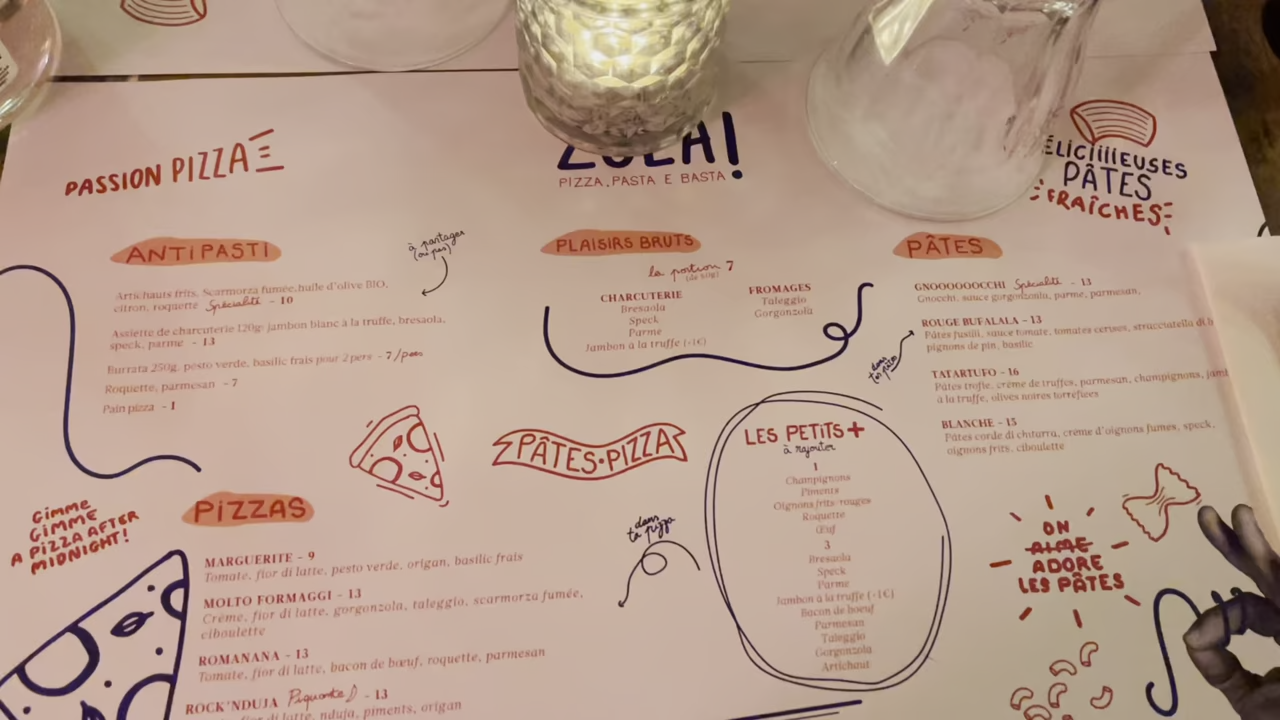 PASSION PIZZA
ZOLA!
PIZZA, PASTA E BASTA
PÂTES
FRAÎCHES
ANTIPASTI
à partager
(ou pas)
Artichauts frits, Scarmorza fumée, huile d'olive BIO,
citron, roquette Spécialité - 10
Assiette de charcuterie 120g: jambon blanc à la truffe, bresaola,
speck, parme - 13
Burrata 250g, pesto verde, basilic frais pour 2 pers - 7/pers
Roquette, parmesan - 7
Pain pizza - 1
PLAISIRS BRUTS
la portion 7
(de 50g)
CHARCUTERIE
Bresaola
Speck
Parme
Jambon à la truffe (-1€)
FROMAGES
Taleggio
Gorgonzola
PÂTES
GNOOOOOOCCHI Spécialité - 13
Gnocchi, sauce gorgonzola, parme, parmesan,
ROUGE BUFALALA - 13
Pâtes fusilli, sauce tomate, tomates cerises, stracciatella di b
pignons de pin, basilic
TATARTUFO - 16
Pâtes trofie, crème de truffes, parmesan, champignons, jamb
à la truffe, olives noires torréfiées
BLANCHE - 15
Pâtes corde di chitarra, crème d'oignons fumés, speck,
oignons frits, ciboulette
dans
tes pâtes
PÂTES•PIZZA
LES PETITS+
à rajouter
1
Champignons
Piments
Oignons frits/rouges
Roquette
Œuf
3
Bresaola
Speck
Parme
Jambon à la truffe (-1€)
Bacon de boeuf
Parmesan
Taleggio
Gorgonzola
Artichaut
dans
ta pizza
GIMME
GIMME
A PIZZA AFTER
MIDNIGHT!
PIZZAS
MARGUERITE - 9
Tomate, fior di latte, pesto verde, origan, basilic frais
MOLTO FORMAGGI - 13
Crème, fior di latte, gorgonzola, taleggio, scarmorza fumée,
ciboulette
ROMANANA - 13
Tomate, fior di latte, bacon de bœuf, roquette, parmesan
ROCK'NDUJA Piquante - 13
fior di latte, nduja, piments, origan
ON
AIME
ADORE
LES PÂTES